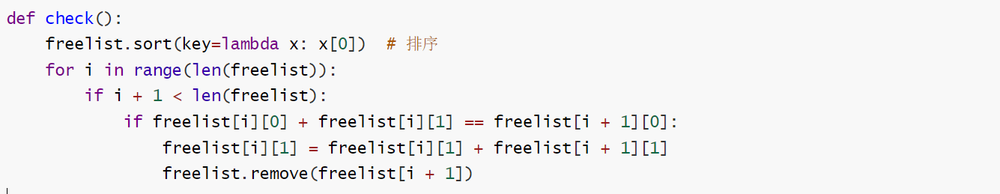 def check():
    freelist.sort(key=lambda x: x[0])  # 排序
    for i in range(len(freelist)):
        if i + 1 < len(freelist):
            if freelist[i][0] + freelist[i][1] == freelist[i + 1][0]:
                freelist[i][1] = freelist[i][1] + freelist[i + 1][1]
                freelist.remove(freelist[i + 1])